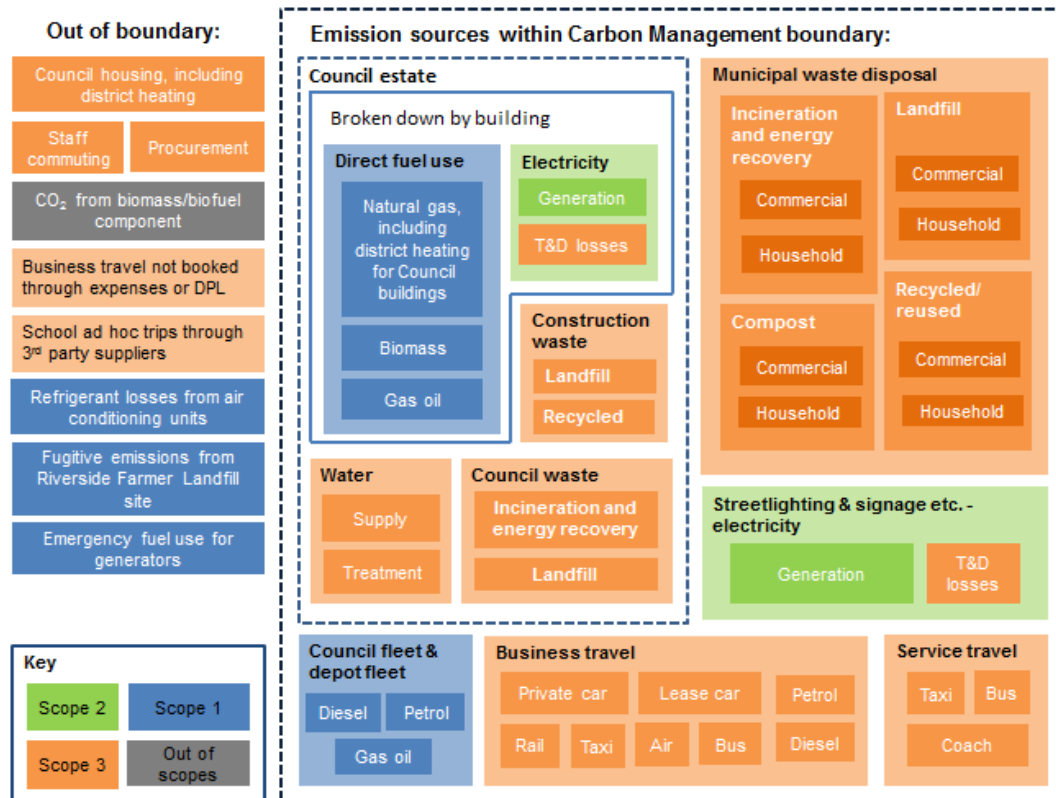 Out of boundary:
Council housing, including
district heating
Staff
commuting
Procurement
CO₂ from biomass/biofuel
component
Business travel not booked
through expenses or DPL
School ad hoc trips through
3rd party suppliers
Refrigerant losses from air
conditioning units
Fugitive emissions from
Riverside Farmer Landfill
site
Emergency fuel use for
generators
Key
Scope 2
Scope 1
Scope 3
Out of
scopes
Emission sources within Carbon Management boundary:
Council estate
Broken down by building
Direct fuel use
Natural gas,
including
district heating
for Council
buildings
Biomass
Gas oil
Electricity
Generation
T&D losses
Construction
waste
Landfill
Recycled
Water
Supply
Treatment
Council waste
Incineration and
energy recovery
Landfill
Municipal waste disposal
Incineration
and energy
recovery
Commercial
Household
Landfill
Commercial
Household
Compost
Commercial
Household
Recycled/
reused
Commercial
Household
Streetlighting & signage etc. -
electricity
Generation
T&D
losses
Council fleet &
depot fleet
Diesel
Petrol
Gas oil
Business travel
Private car
Lease car
Petrol
Rail
Taxi
Air
Bus
Diesel
Service travel
Taxi
Bus
Coach